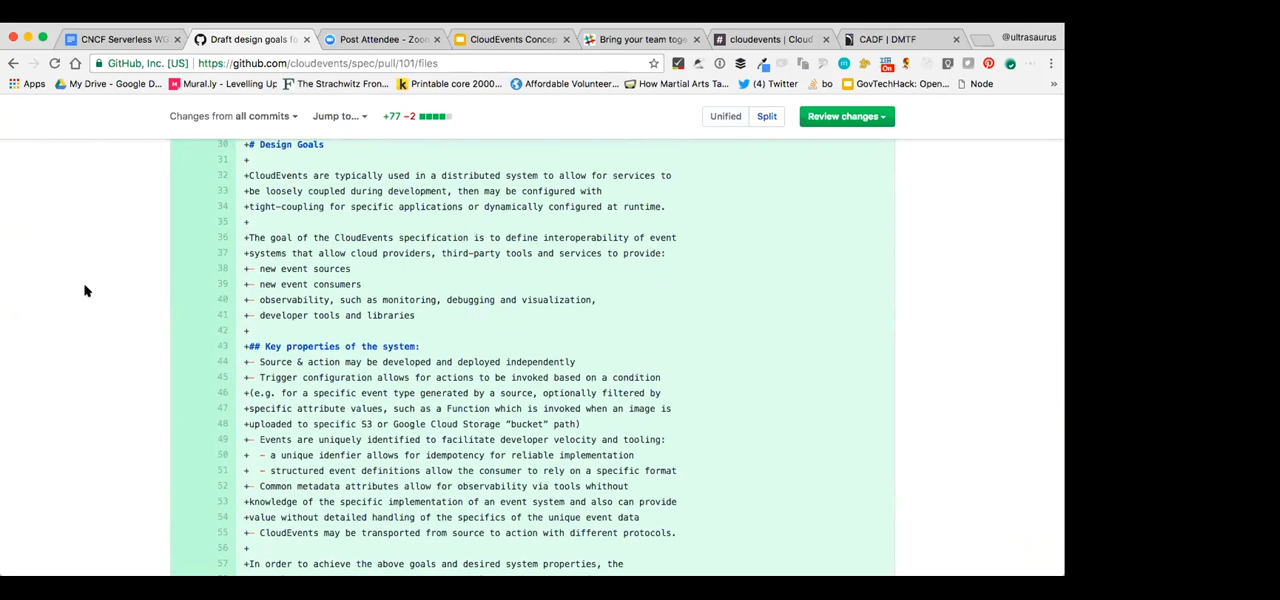 CNCF Serverless WG
Draft design goals fo
Post Attendee - Zoon
CloudEvents Concep
Bring your team toge
cloudevents | Cloud
CADF | DMTF
@ultrasaurus
GitHub, Inc. [US]
https://github.com/cloudevents/spec/pull/101/files
Apps
My Drive - Google D...
Mural.ly - Levelling Up
The Strachwitz Fron...
Printable core 2000...
Affordable Volunteer...
How Martial Arts Ta...
(4) Twitter
bo
GovTechHack: Open...
Node
»
Changes from all commits
Jump to...
+77 −2
Unified
Split
Review changes
30 +# Design Goals
31 +
32 +CloudEvents are typically used in a distributed system to allow for services to
33 +be loosely coupled during development, then may be configured with
34 +tight-coupling for specific applications or dynamically configured at runtime.
35 +
36 +The goal of the CloudEvents specification is to define interoperability of event
37 +systems that allow cloud providers, third-party tools and services to provide:
38 +- new event sources
39 +- new event consumers
40 +- observability, such as monitoring, debugging and visualization,
41 +- developer tools and libraries
42 +
43 +## Key properties of the system:
44 +- Source & action may be developed and deployed independently
45 +- Trigger configuration allows for actions to be invoked based on a condition
46 +(e.g. for a specific event type generated by a source, optionally filtered by
47 +specific attribute values, such as a Function which is invoked when an image is
48 +uploaded to specific S3 or Google Cloud Storage “bucket” path)
49 +- Events are uniquely identified to facilitate developer velocity and tooling:
50 + - a unique idenfier allows for idempotency for reliable implementation
51 + - structured event definitions allow the consumer to rely on a specific format
52 +- Common metadata attributes allow for observability via tools whithout
53 +knowledge of the specific implementation of an event system and also can provide
54 +value without detailed handling of the specifics of the unique event data
55 +- CloudEvents may be transported from source to action with different protocols.
56 +
57 +In order to achieve the above goals and desired system properties, the